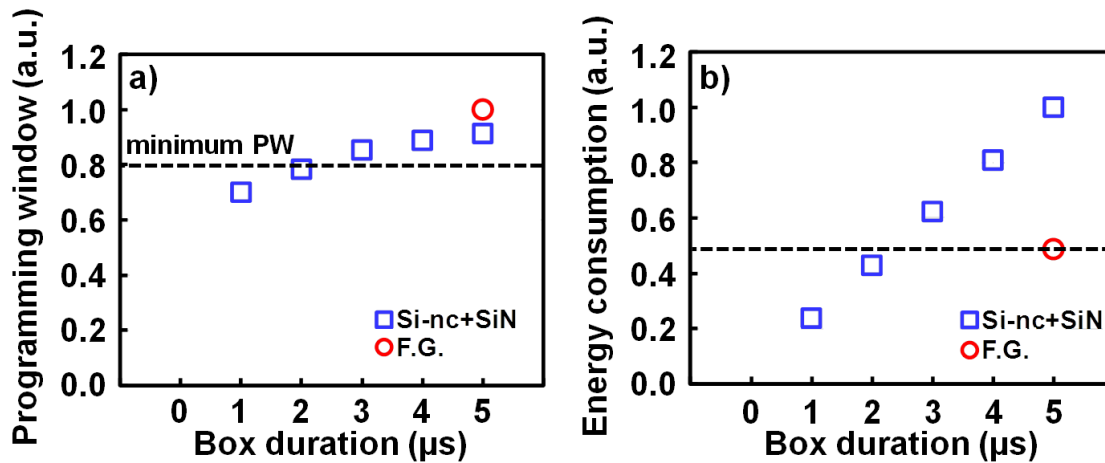 Programming window (a.u.)
1.2
1.0
0.8
0.6
0.4
0.2
0.0
a)
minimum PW
Si-nc+SiN
F.G.
0 1 2 3 4 5
Box duration (µs)
Energy consumption (a.u.)
1.2
1.0
0.8
0.6
0.4
0.2
0.0
b)
Si-nc+SiN
F.G.
0 1 2 3 4 5
Box duration (µs)